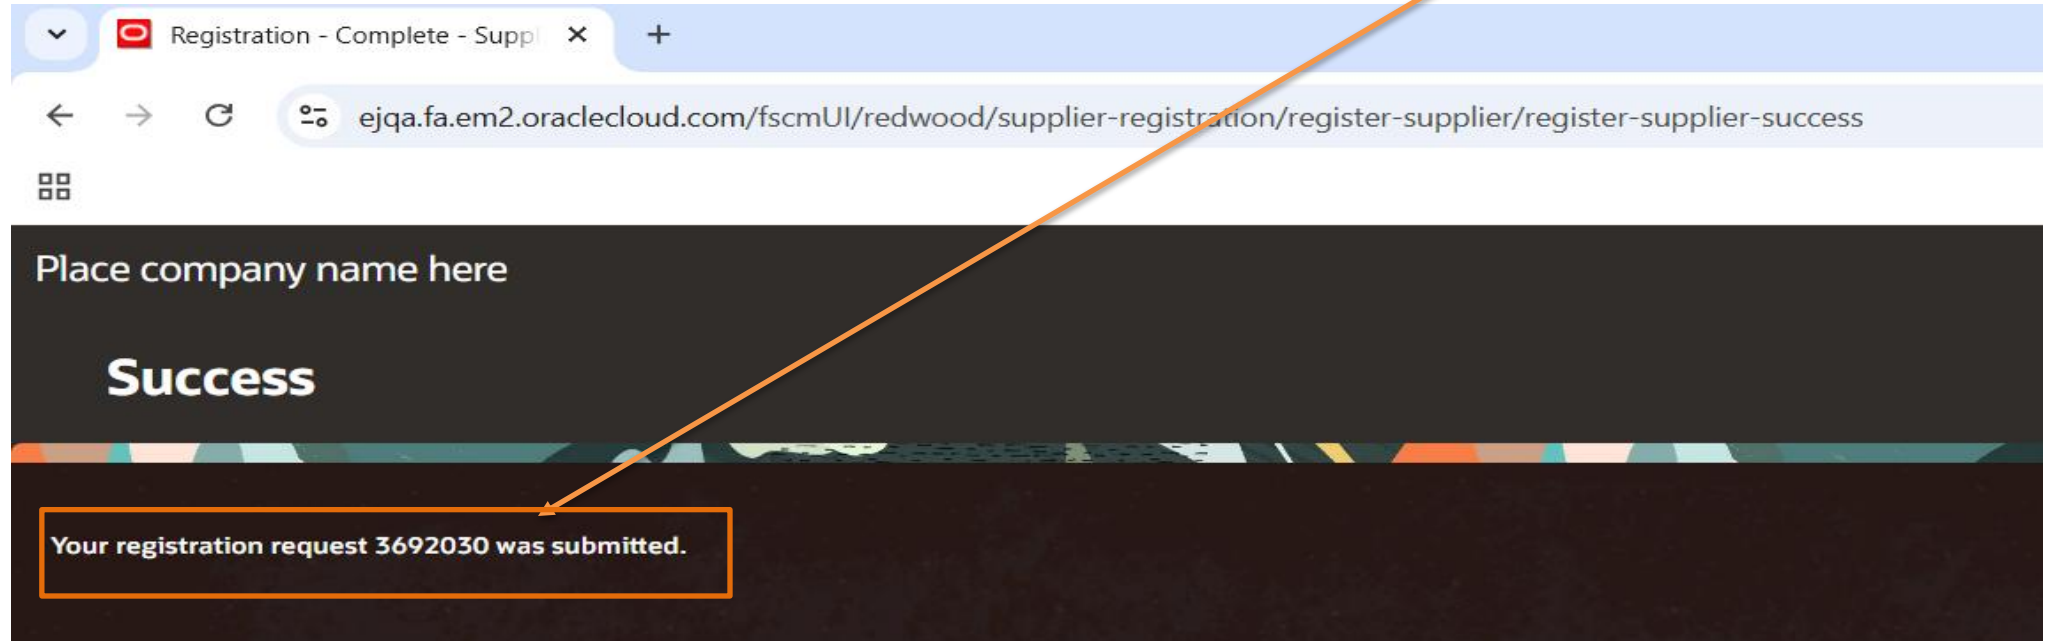 Registration - Complete - Suppl
ejqa.fa.em2.oraclecloud.com/fscmUI/redwood/supplier-registration/register-supplier/register-supplier-success
Place company name here
Success
Your registration request 3692030 was submitted.